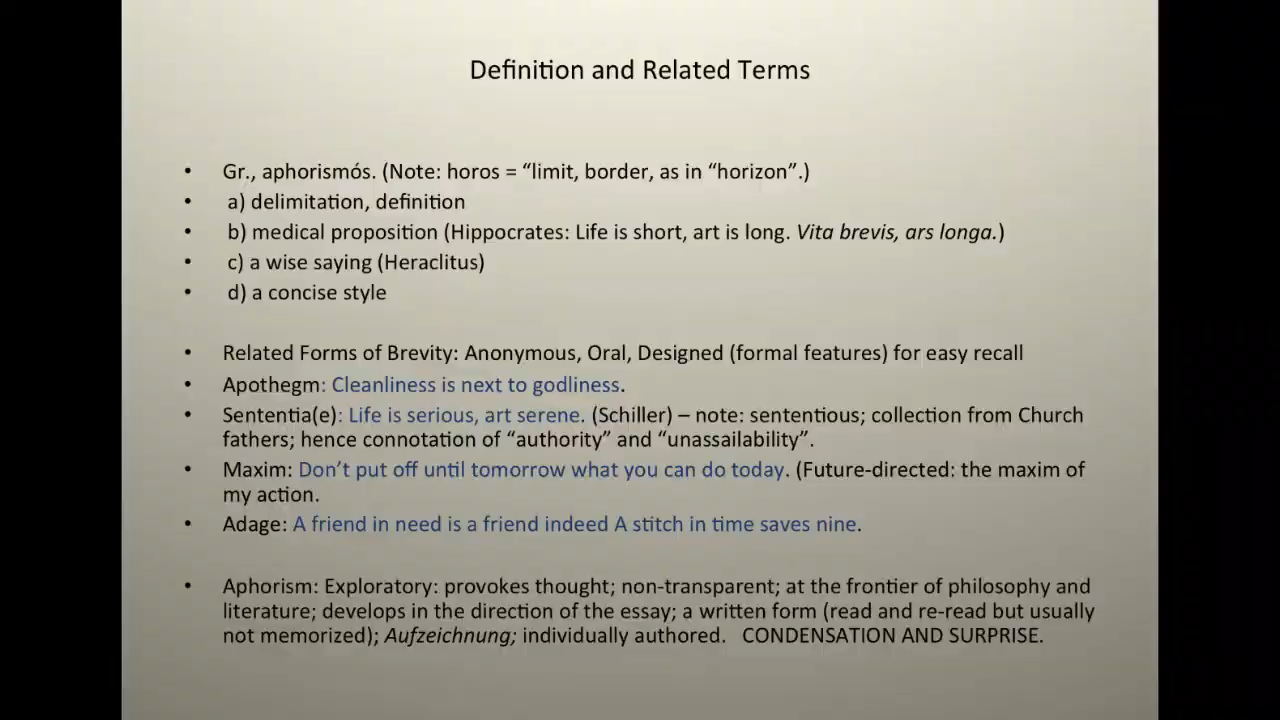 Definition and Related Terms
• Gr., aphorismós. (Note: horos = “limit, border, as in “horizon”.)
• a) delimitation, definition
• b) medical proposition (Hippocrates: Life is short, art is long. Vita brevis, ars longa.)
• c) a wise saying (Heraclitus)
• d) a concise style
• Related Forms of Brevity: Anonymous, Oral, Designed (formal features) for easy recall
• Apothegm: Cleanliness is next to godliness.
• Sententia(e): Life is serious, art serene. (Schiller) – note: sententious; collection from Church
fathers; hence connotation of “authority” and “unassailability”.
• Maxim: Don’t put off until tomorrow what you can do today. (Future-directed: the maxim of
my action.
• Adage: A friend in need is a friend indeed A stitch in time saves nine.
• Aphorism: Exploratory: provokes thought; non-transparent; at the frontier of philosophy and
literature; develops in the direction of the essay; a written form (read and re-read but usually
not memorized); Aufzeichnung; individually authored. CONDENSATION AND SURPRISE.